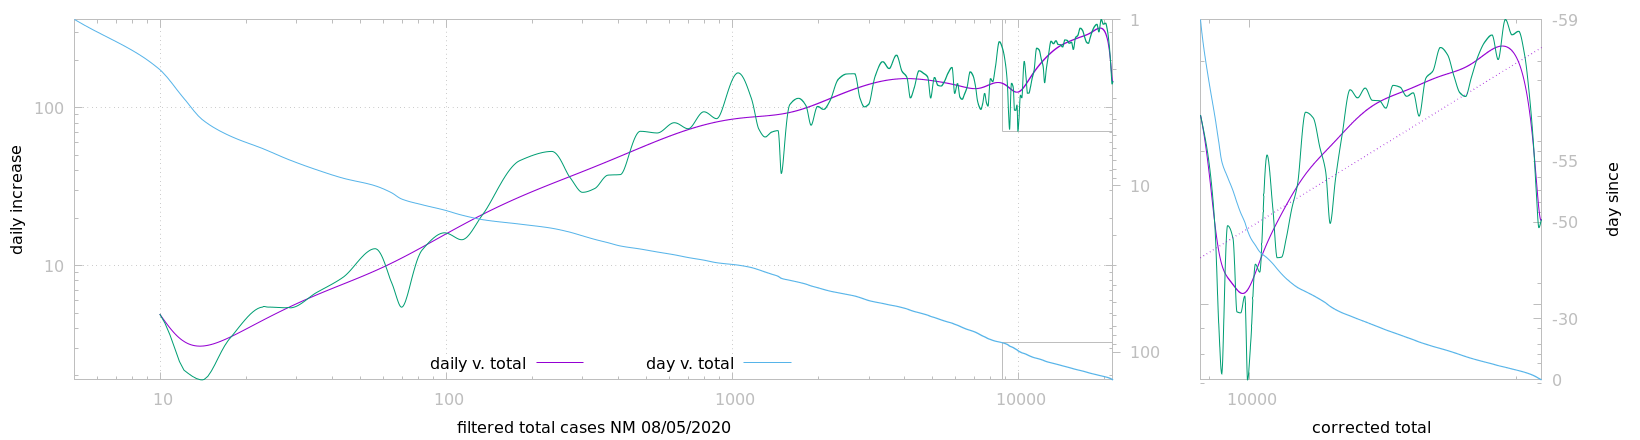 daily increase
100
10
daily v. total
day v. total
10
100
1000
10000
filtered total cases NM 08/05/2020
1
10
100
10000
corrected total
-59
-55
-50
-30
0
day since